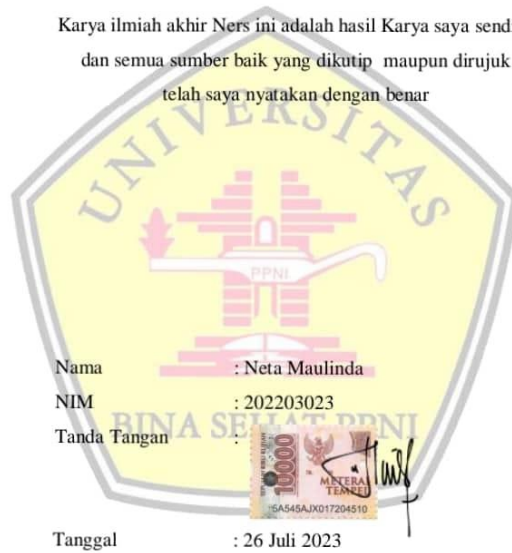 Karya ilmiah akhir Ners ini adalah hasil Karya saya
dan semua sumber baik yang dikutip maupun dirujuk
telah saya nyatakan dengan benar
UNIVERSITAS
PPNI
Nama : Neta Maulinda
NIM : 202203023
BINA SEHAT PPNI
Tanda Tangan :
10000
METERAI
TEMPEL
5A545AJX017204510
Tanggal : 26 Juli 2023